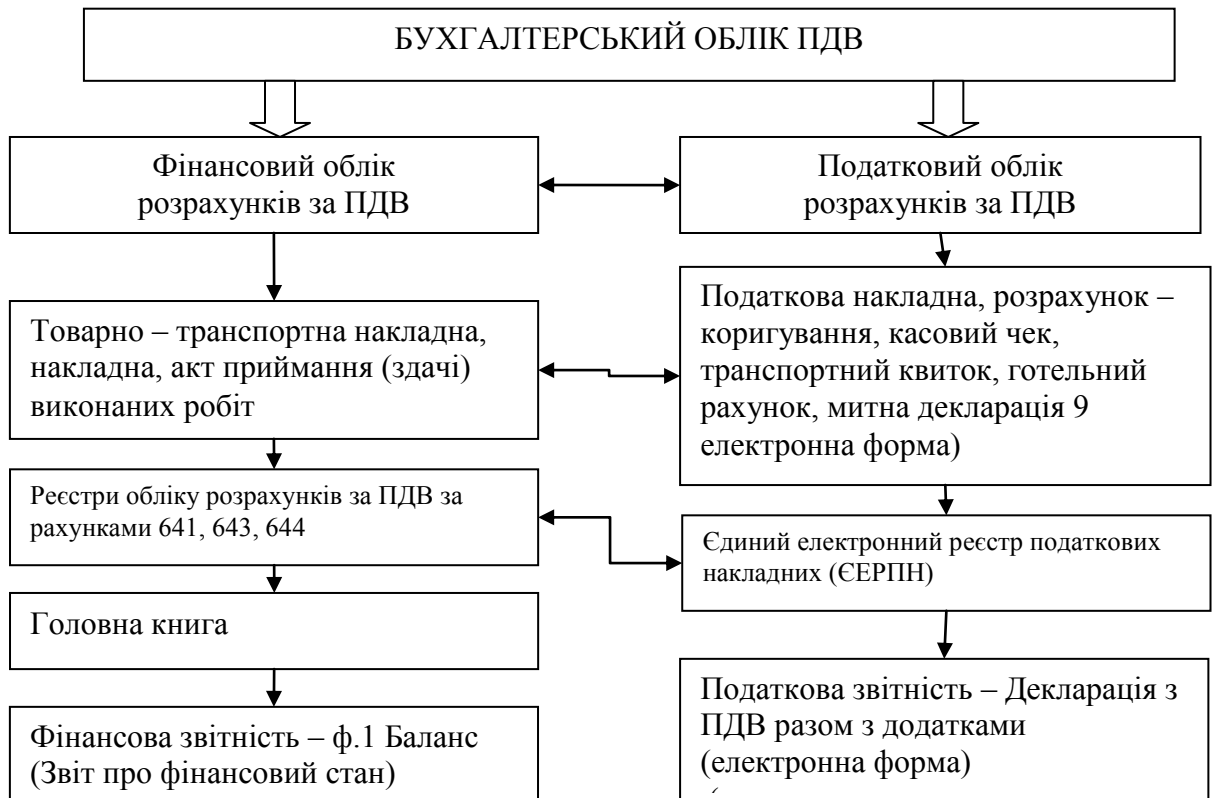 БУХГАЛТЕРСЬКИЙ ОБЛІК ПДВ
Фінансовий облік
розрахунків за ПДВ
Податковий облік
розрахунків за ПДВ
Товарно – транспортна накладна,
накладна, акт приймання (здачі)
виконаних робіт
Податкова накладна, розрахунок –
коригування, касовий чек,
транспортний квиток, готельний
рахунок, митна декларація 9
електронна форма)
Реєстри обліку розрахунків за ПДВ за
рахунками 641, 643, 644
Єдиний електронний реєстр податкових
накладних (ЄЕРПН)
Головна книга
Фінансова звітність – ф.1 Баланс
(Звіт про фінансовий стан)
Податкова звітність – Декларація з
ПДВ разом з додатками
(електронна форма)